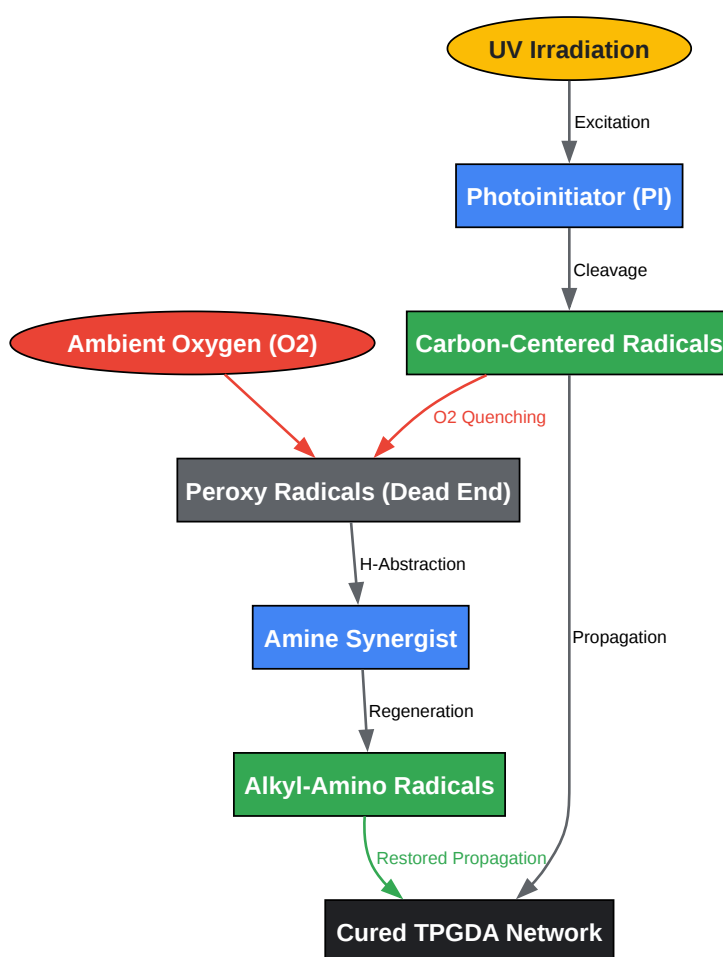 UV Irradiation
Excitation
Photoinitiator (PI)
Cleavage
Ambient Oxygen (O2)
Carbon-Centered Radicals
O2 Quenching
Peroxy Radicals (Dead End)
H-Abstraction
Amine Synergist
Propagation
Regeneration
Alkyl-Amino Radicals
Restored Propagation
Cured TPGDA Network